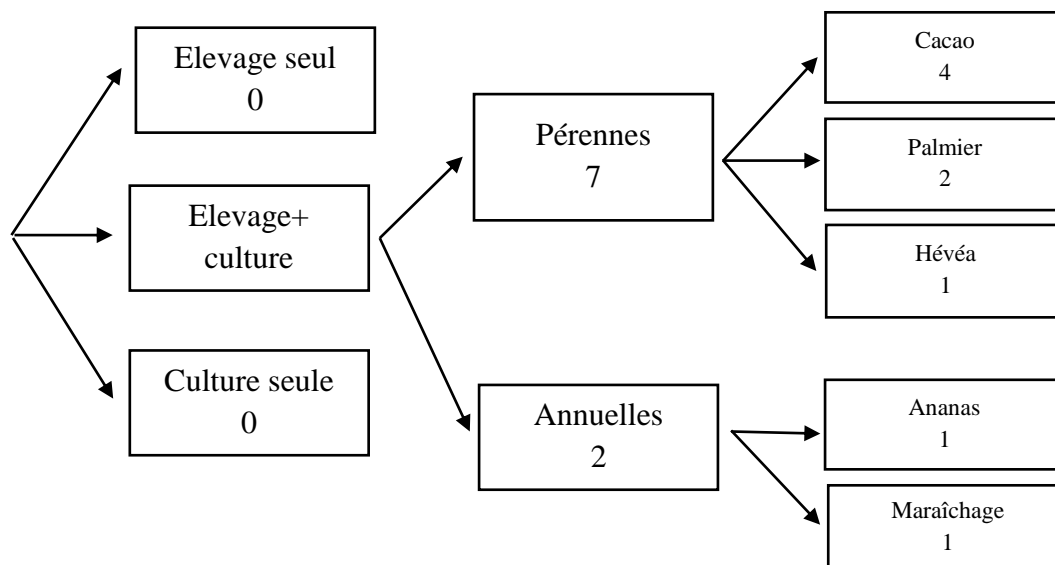 Elevage seul
0
Elevage+
culture
Culture seule
0
Pérennes
7
Annuelles
2
Cacao
4
Palmier
2
Hévéa
1
Ananas
1
Maraîchage
1